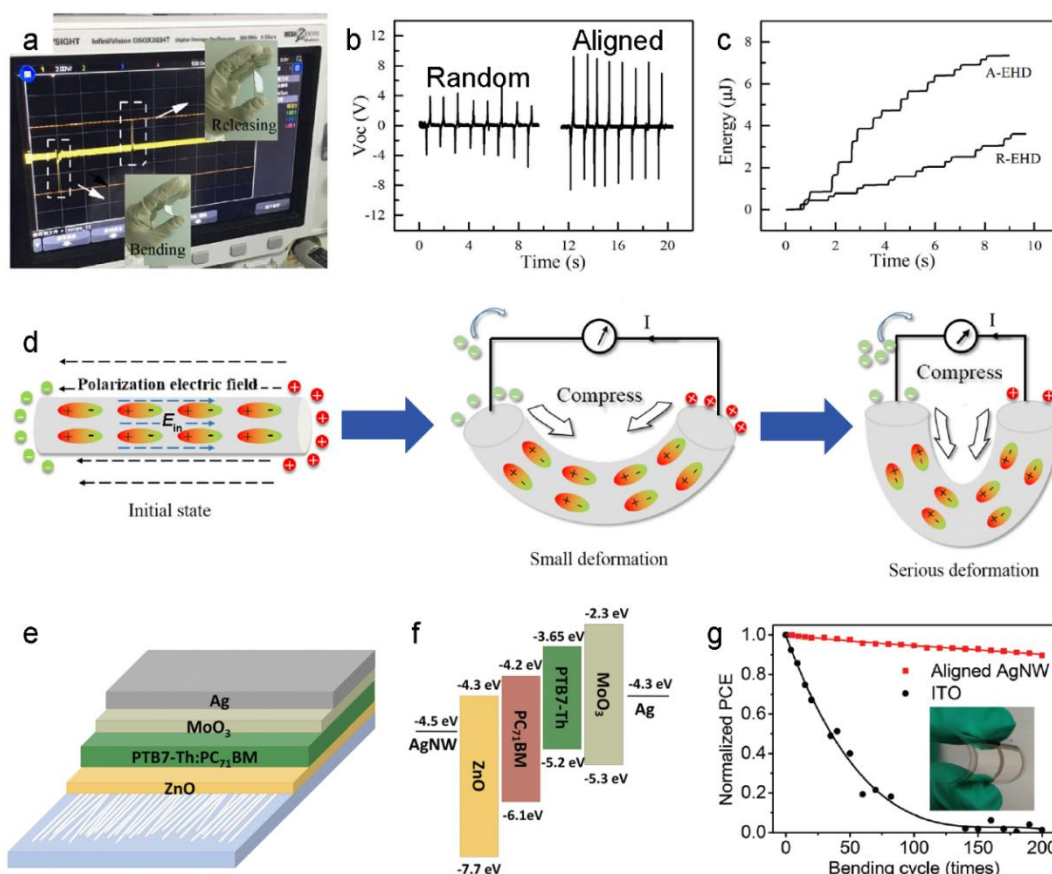 a
YSIGHT
InfiniiVision DSOX3034T
Digital Storage Oscilloscope
Releasing
Bending
b
Voc (V)
12
8
4
0
-4
-8
-12
Random
Aligned
0 4 8 12 16 20
Time (s)
c
Energy (μJ)
8
6
4
2
0
A-EHD
R-EHD
0 2 4 6 8 10
Time (s)
d
Polarization electric field
E in
Initial state
I
Compress
Small deformation
I
Compress
Serious deformation
e
Ag
MoO₃
PTB7-Th:PC₇₁BM
ZnO
f
-2.3 eV
-3.65 eV
-4.2 eV
-4.3 eV
-4.3 eV
-4.5 eV
AgNW
ZnO
PC₇₁BM
PTB7-Th
MoO₃
Ag
-5.2 eV
-5.3 eV
-6.1eV
-7.7 eV
g
Normalized PCE
1.0
0.8
0.6
0.4
0.2
0.0
Aligned AgNW
ITO
0 50 100 150 200
Bending cycle (times)